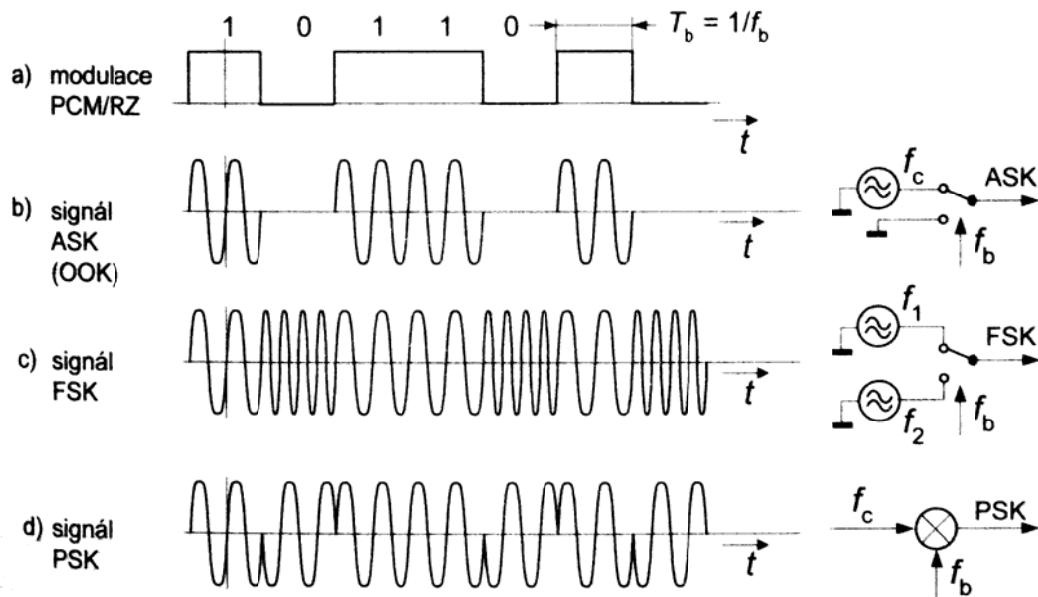 1 0 1 1 0 T_b = 1/f_b
a) modulace
PCM/RZ
t
b) signál
ASK
(OOK)
t
f_c
ASK
f_b
c) signál
FSK
t
f_1
FSK
f_2
f_b
d) signál
PSK
t
f_c
PSK
f_b